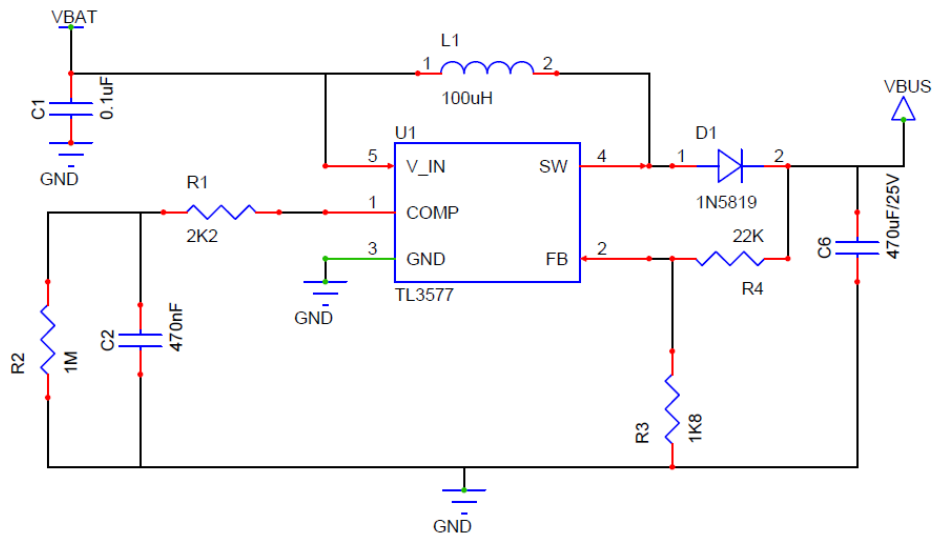 VBAT
L1
1
2
100uH
C1
0.1uF
GND
VBUS
U1
D1
5
V_IN
SW
4
1
2
1N5819
R1
2K2
1
COMP
C6
470uF/25V
3
GND
FB
2
22K
R4
TL3577
GND
R2
1M
C2
470nF
R3
1K8
GND